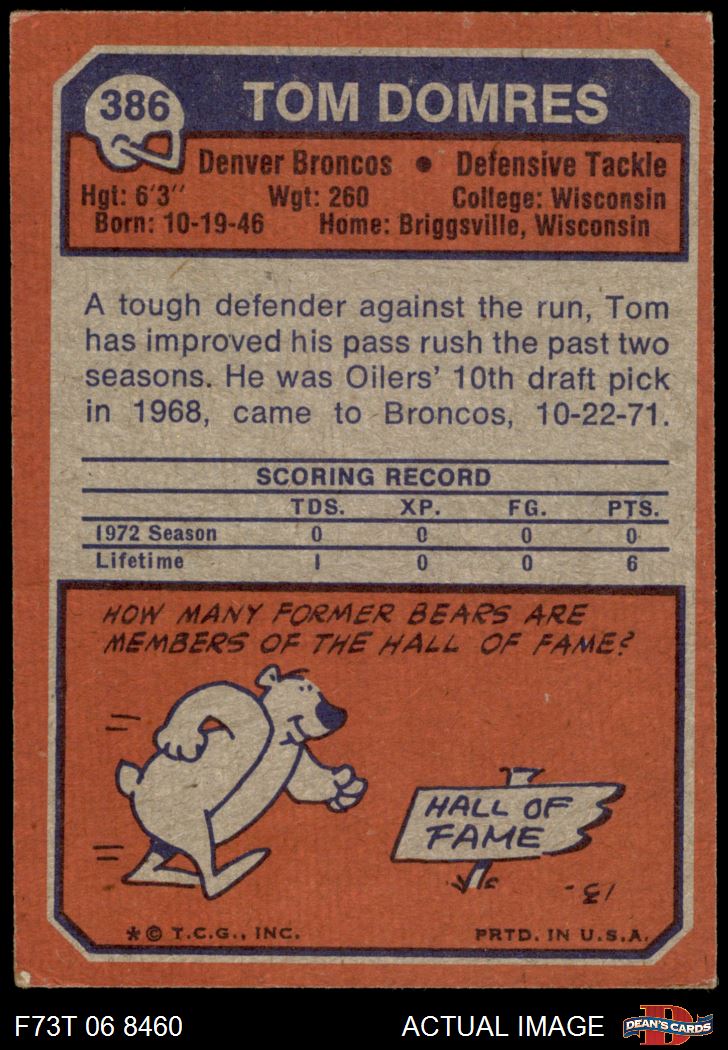 386
TOM DOMRES
Denver Broncos • Defensive Tackle
Hgt: 6'3" Wgt: 260 College: Wisconsin
Born: 10-19-46 Home: Briggsville, Wisconsin
A tough defender against the run, Tom
has improved his pass rush the past two
seasons. He was Oilers' 10th draft pick
in 1968, came to Broncos, 10-22-71.
SCORING RECORD
TDS. XP. FG. PTS.
1972 Season 0 0 0 0
Lifetime 1 0 0 6
HOW MANY FORMER BEARS ARE
MEMBERS OF THE HALL OF FAME?
HALL OF
FAME
13.
* © T.C.G., INC. PRTD. IN U.S.A.
F73T 06 8460 ACTUAL IMAGE
D
DEAN'S CARDS